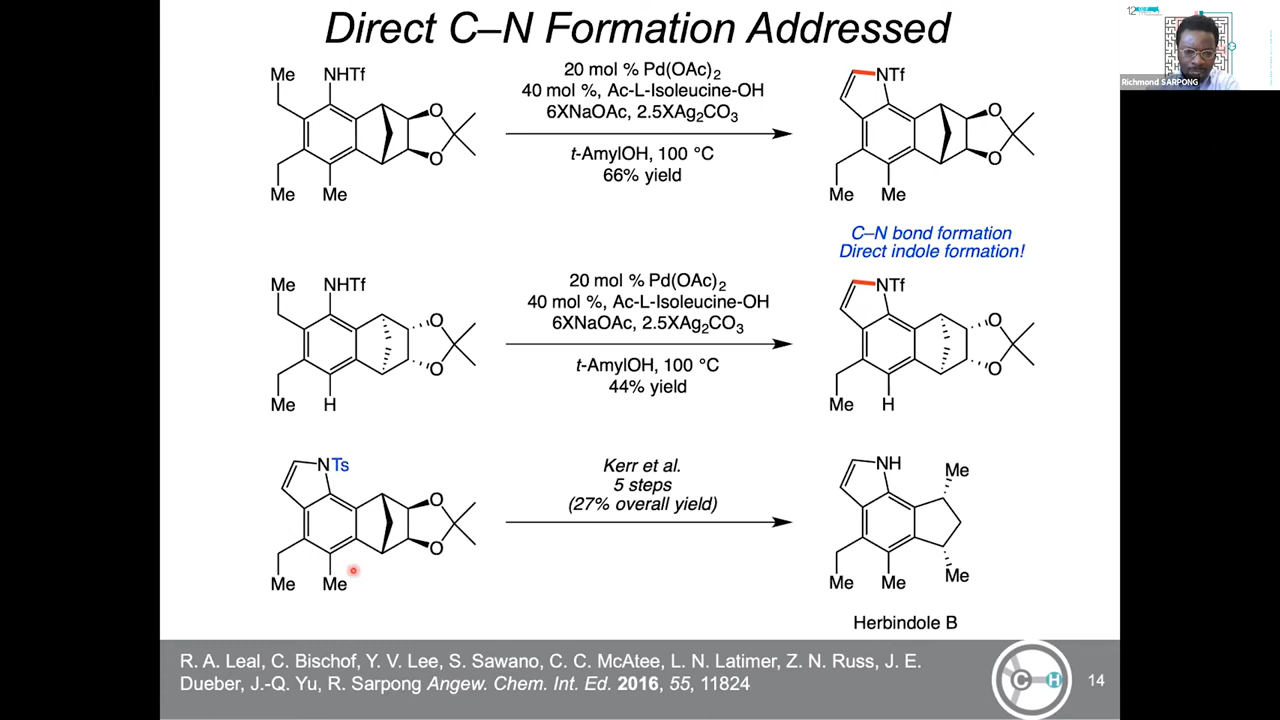 Direct C–N Formation Addressed
12
Richmond SARPONG
Me
NHTf
O
O
Me
Me
20 mol % Pd(OAc)2
40 mol %, Ac-L-Isoleucine-OH
6XNaOAc, 2.5XAg2CO3
t-AmylOH, 100 °C
66% yield
NTf
O
O
Me
Me
C–N bond formation
Direct indole formation!
Me
NHTf
O
O
Me
H
20 mol % Pd(OAc)2
40 mol %, Ac-L-Isoleucine-OH
6XNaOAc, 2.5XAg2CO3
t-AmylOH, 100 °C
44% yield
NTf
O
O
Me
H
NTs
O
O
Me
Me
Kerr et al.
5 steps
(27% overall yield)
NH
Me
Me
Me
Me
Herbindole B
R. A. Leal, C. Bischof, Y. V. Lee, S. Sawano, C. C. McAtee, L. N. Latimer, Z. N. Russ, J. E.
Dueber, J.-Q. Yu, R. Sarpong Angew. Chem. Int. Ed. 2016, 55, 11824
C H
14